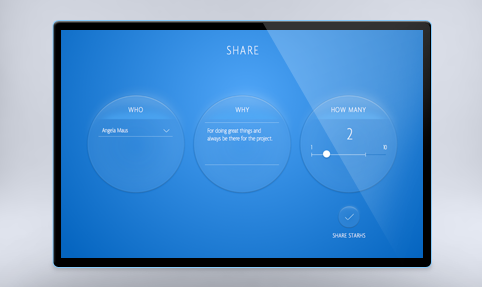 SHARE
WHO
WHY
HOW MANY
Angela Maus
For doing great things and
always be there for the project.
2
1
10
SHARE STARHS